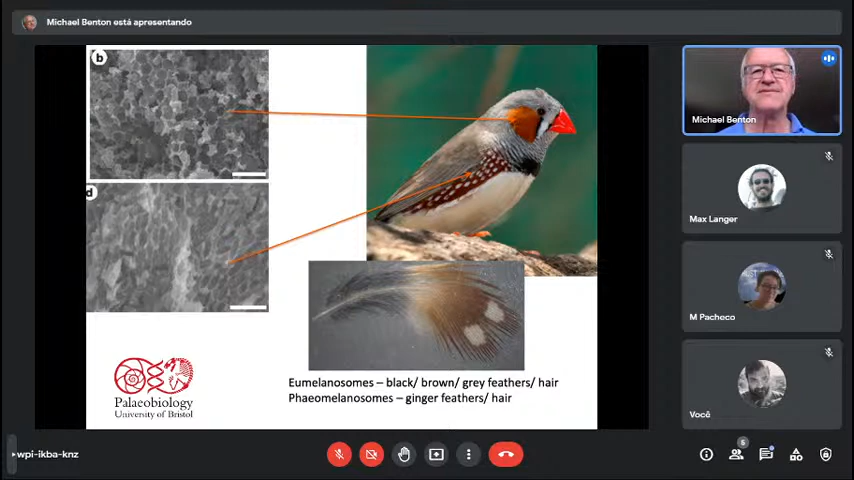 Michael Benton está apresentando
b
d
Eumelanosomes – black/ brown/ grey feathers/ hair
Phaeomelanosomes – ginger feathers/ hair
Palaeobiology
University of Bristol
Michael Benton
Max Langer
M Pacheco
Você
wpi-ikba-knz
5